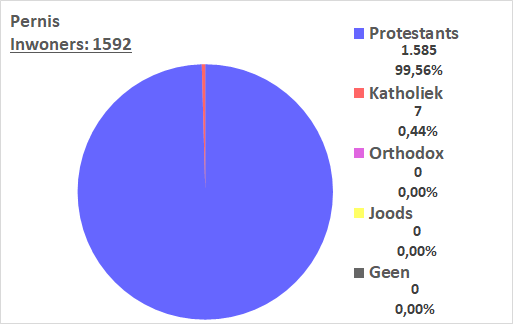 Pernis
Inwoners: 1592
Protestants
1.585
99,56%
Katholiek
7
0,44%
Orthodox
0
0,00%
Joods
0
0,00%
Geen
0
0,00%